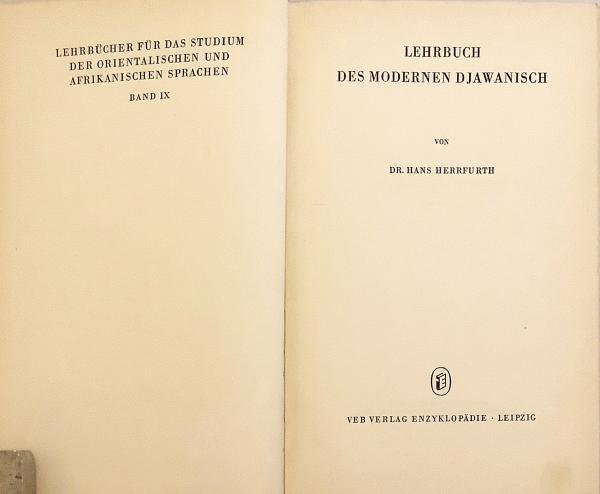 LEHRBÜCHER FÜR DAS STUDIUM
DER ORIENTALISCHEN UND
AFRIKANISCHEN SPRACHEN
BAND IX
LEHRBUCH
DES MODERNEN DJAWANISCH
VON
DR. HANS HERRFURTH
VEB VERLAG ENZYKLOPÄDIE · LEIPZIG